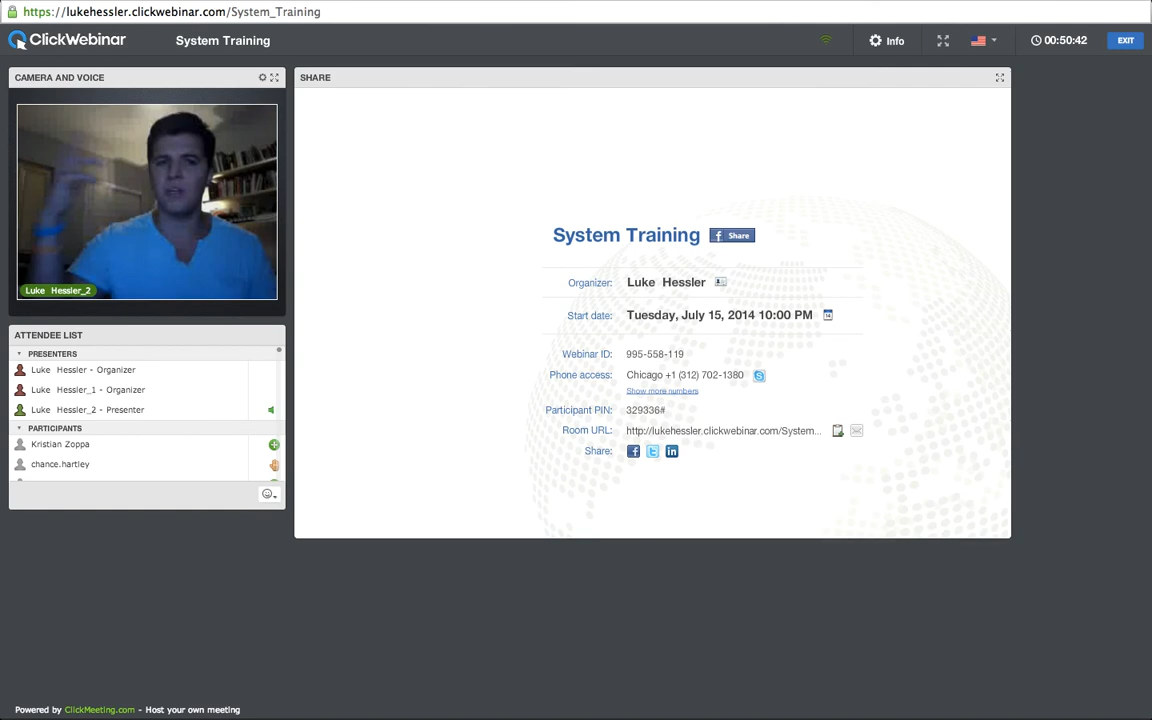 https://lukehessler.clickwebinar.com/System_Training
ClickWebinar
System Training
Info
00:50:42
EXIT
CAMERA AND VOICE
Luke Hessler_2
ATTENDEE LIST
PRESENTERS
Luke Hessler - Organizer
Luke Hessler_1 - Organizer
Luke Hessler_2 - Presenter
PARTICIPANTS
Kristian Zoppa
chance.hartley
SHARE
System Training
f Share
Organizer: Luke Hessler
Start date: Tuesday, July 15, 2014 10:00 PM
14
Webinar ID: 995-558-119
Phone access: Chicago +1 (312) 702-1380
Show more numbers
Participant PIN: 329336#
Room URL: http://lukehessler.clickwebinar.com/System...
Share: f t in
Powered by ClickMeeting.com - Host your own meeting